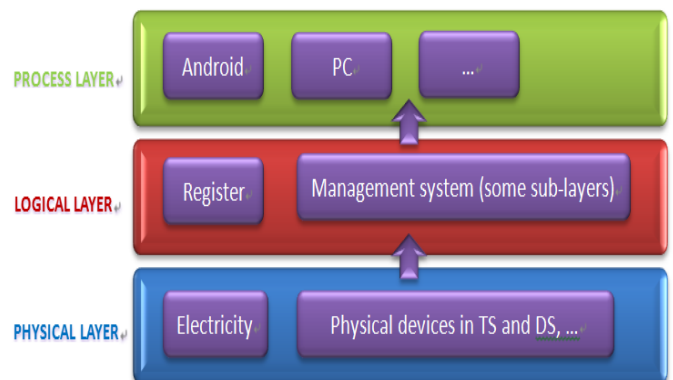 PROCESS LAYER
Android
PC
...
LOGICAL LAYER
Register
Management system (some sub-layers)
PHYSICAL LAYER
Electricity
Physical devices in TS and DS, ...